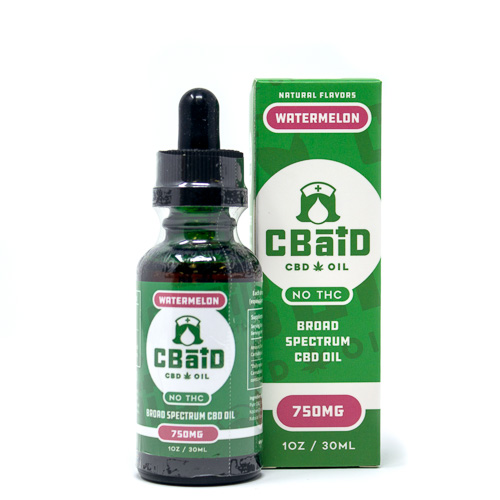 NATURAL FLAVORS
WATERMELON
CBaiD
CBD OIL
NO THC
BROAD
SPECTRUM
CBD OIL
750MG
1OZ / 30ML
WATERMELON
CBaiD
CBD OIL
NO THC
BROAD SPECTRUM CBD OIL
750MG
1OZ / 30ML